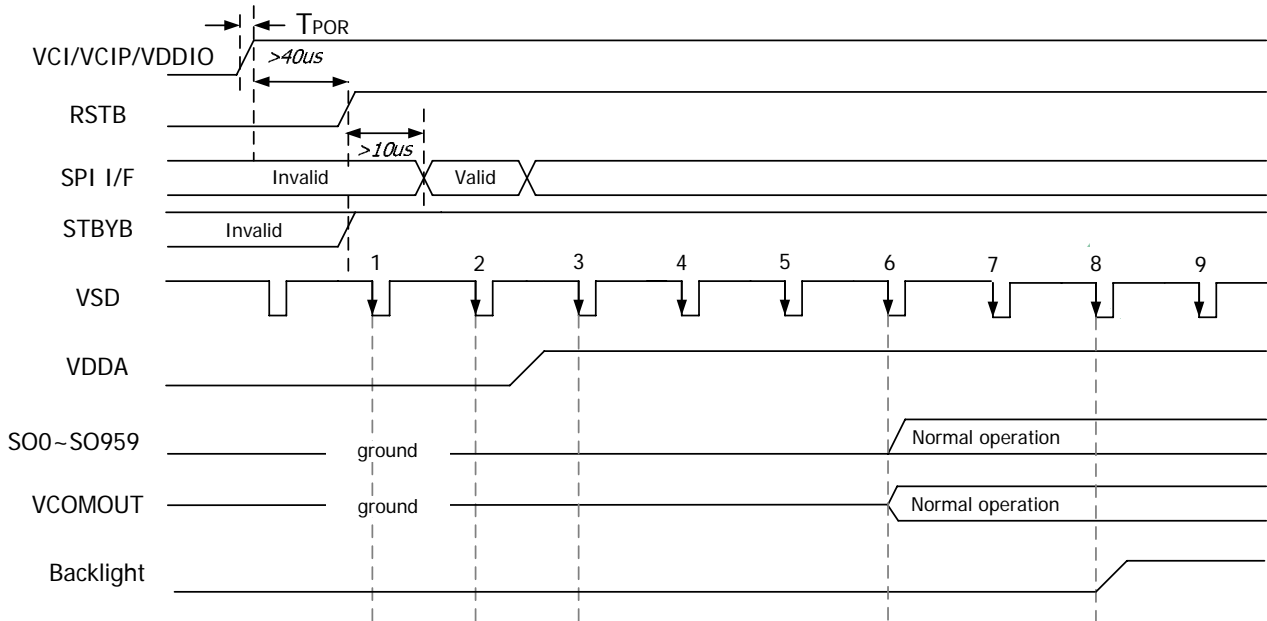 TPOR
VCI/VCIP/VDDIO
>40us
RSTB
>10us
SPI I/F
Invalid
Valid
STBYB
Invalid
1 2 3 4 5 6 7 8 9
VSD
VDDA
SO0~SO959
ground
Normal operation
VCOMOUT
ground
Normal operation
Backlight